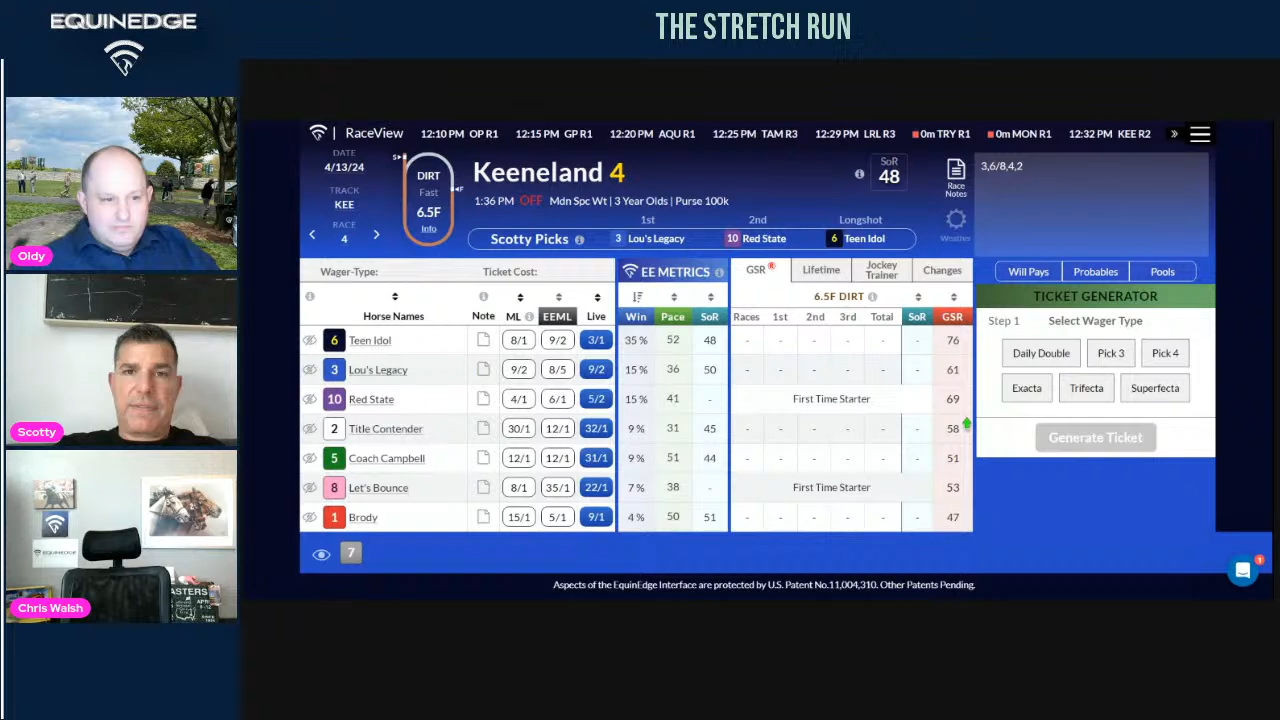 EQUINEDGE
THE STRETCH RUN
RaceView 12:10 PM OP R1 12:15 PM GP R1 12:20 PM AQU R1 12:25 PM TAM R3 12:29 PM LRL R3 0m TRY R1 0m MON R1 12:32 PM KEE R2 »
DATE
4/13/24
TRACK
KEE
RACE
4
DIRT
Fast
6.5F
Info
Keeneland 4
1:36 PM OFF Mdn Spc Wt | 3 Year Olds | Purse 100k
SoR
48
Race
Notes
Weather
3,6/8,4,2
1st 2nd Longshot
Scotty Picks 3 Lou's Legacy 10 Red State 6 Teen Idol
Wager-Type: Ticket Cost:
EE METRICS
GSR Lifetime Jockey Trainer Changes
6.5F DIRT
Horse Names Note ML EEML Live Win Pace SoR Races 1st 2nd 3rd Total SoR GSR
6 Teen Idol 8/1 9/2 3/1 35 % 52 48 - - - - - - 76
3 Lou's Legacy 9/2 8/5 9/2 15 % 36 50 - - - - - - 61
10 Red State 4/1 6/1 5/2 15 % 41 - First Time Starter - 69
2 Title Contender 30/1 12/1 32/1 9 % 31 45 - - - - - - 58
5 Coach Campbell 12/1 12/1 31/1 9 % 51 44 - - - - - - 51
8 Let's Bounce 8/1 35/1 22/1 7 % 38 - First Time Starter - 53
1 Brody 15/1 5/1 9/1 4 % 50 51 - - - - - - 47
7
Will Pays Probables Pools
TICKET GENERATOR
Step 1 Select Wager Type
Daily Double Pick 3 Pick 4
Exacta Trifecta Superfecta
Generate Ticket
1
Aspects of the EquinEdge Interface are protected by U.S. Patent No.11,004,310. Other Patents Pending.
Oldy
Scotty
EQUINEDGE
ASTERS
Chris Walsh